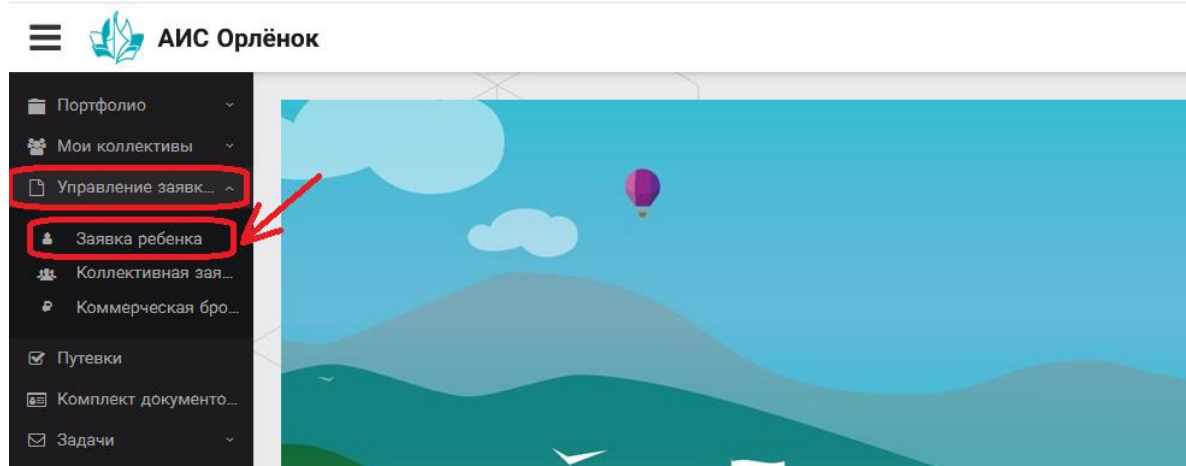 АИС Орлёнок
Портфолио
Мои коллективы
Управление заявк...
Заявка ребенка
Коллективная зая...
Коммерческая бро...
Путевки
Комплект документо...
Задачи